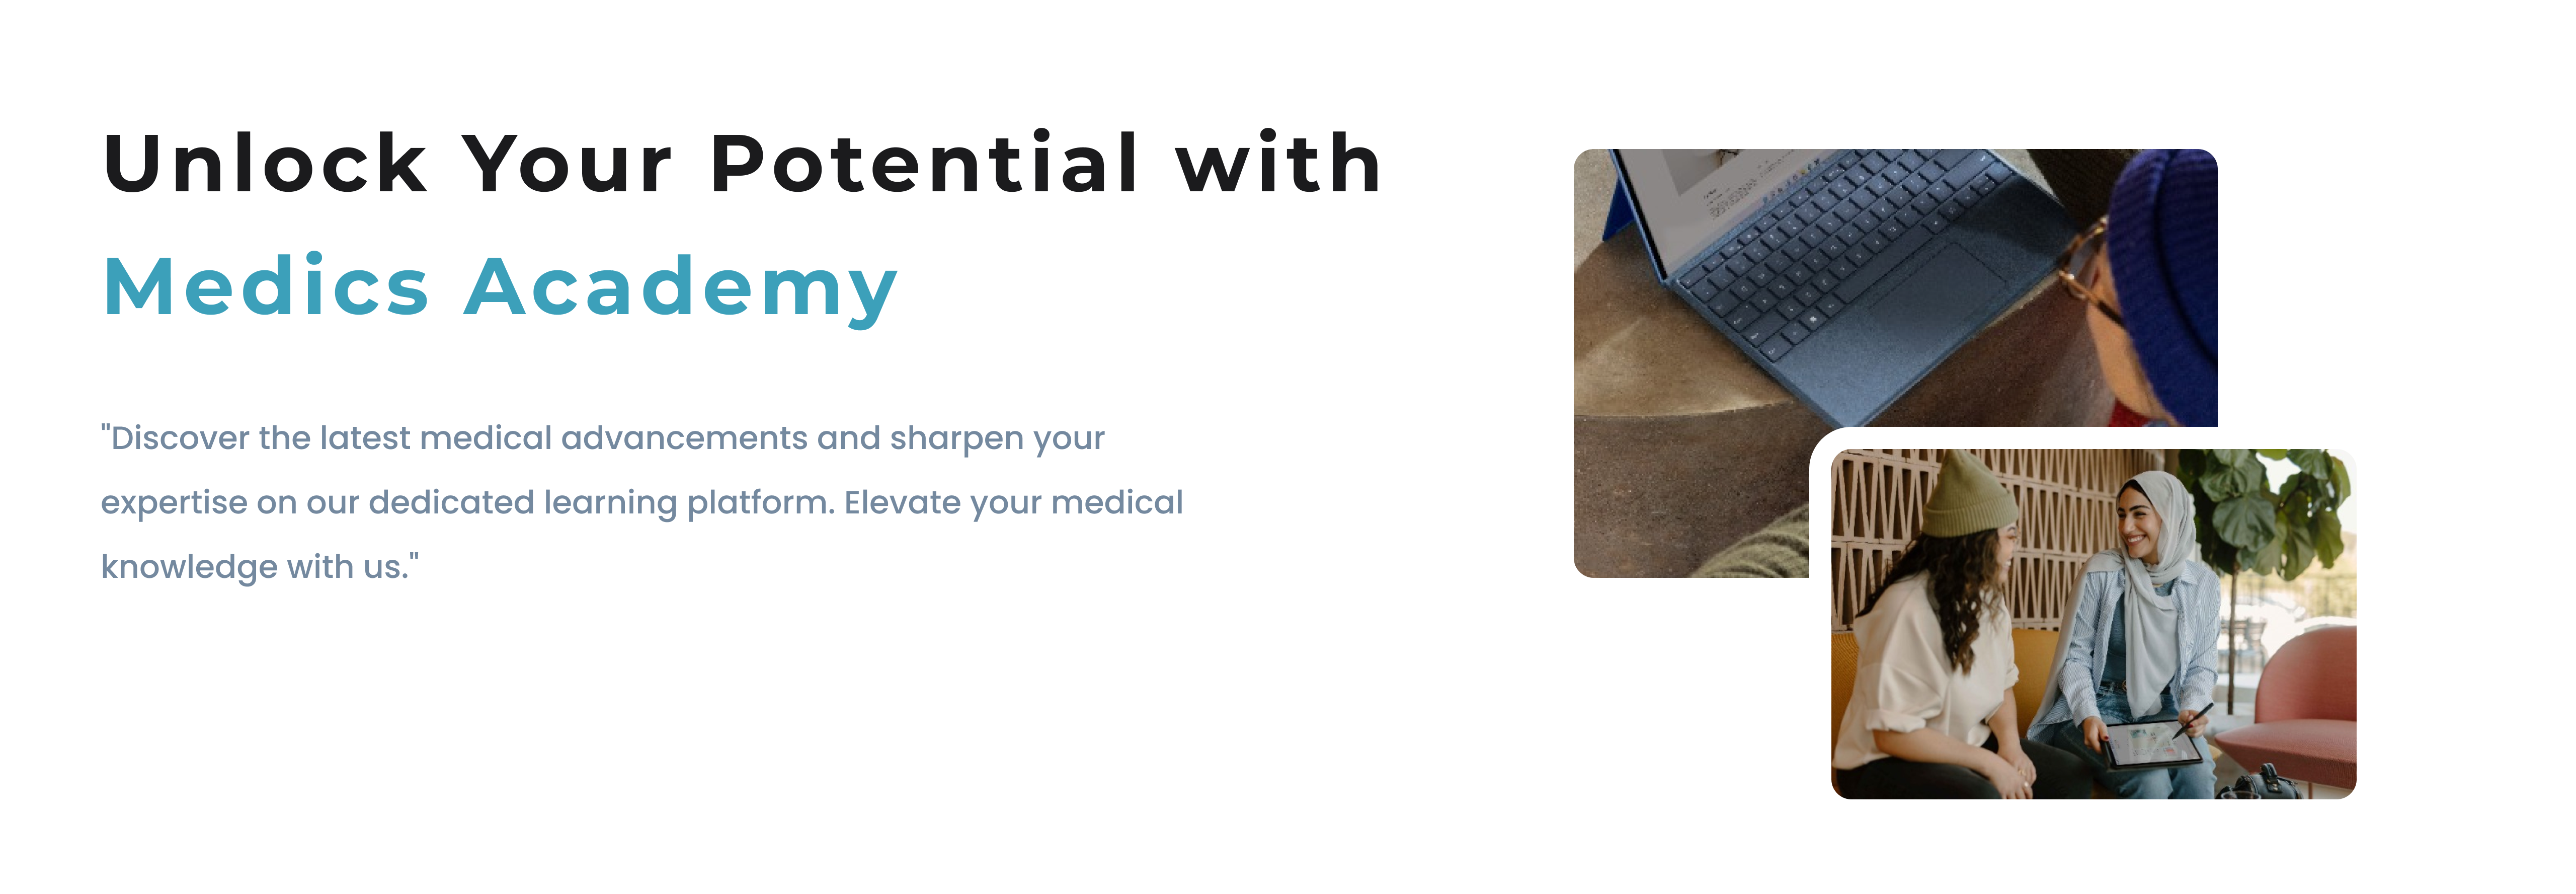 Unlock Your Potential with
Medics Academy
"Discover the latest medical advancements and sharpen your
expertise on our dedicated learning platform. Elevate your medical
knowledge with us."